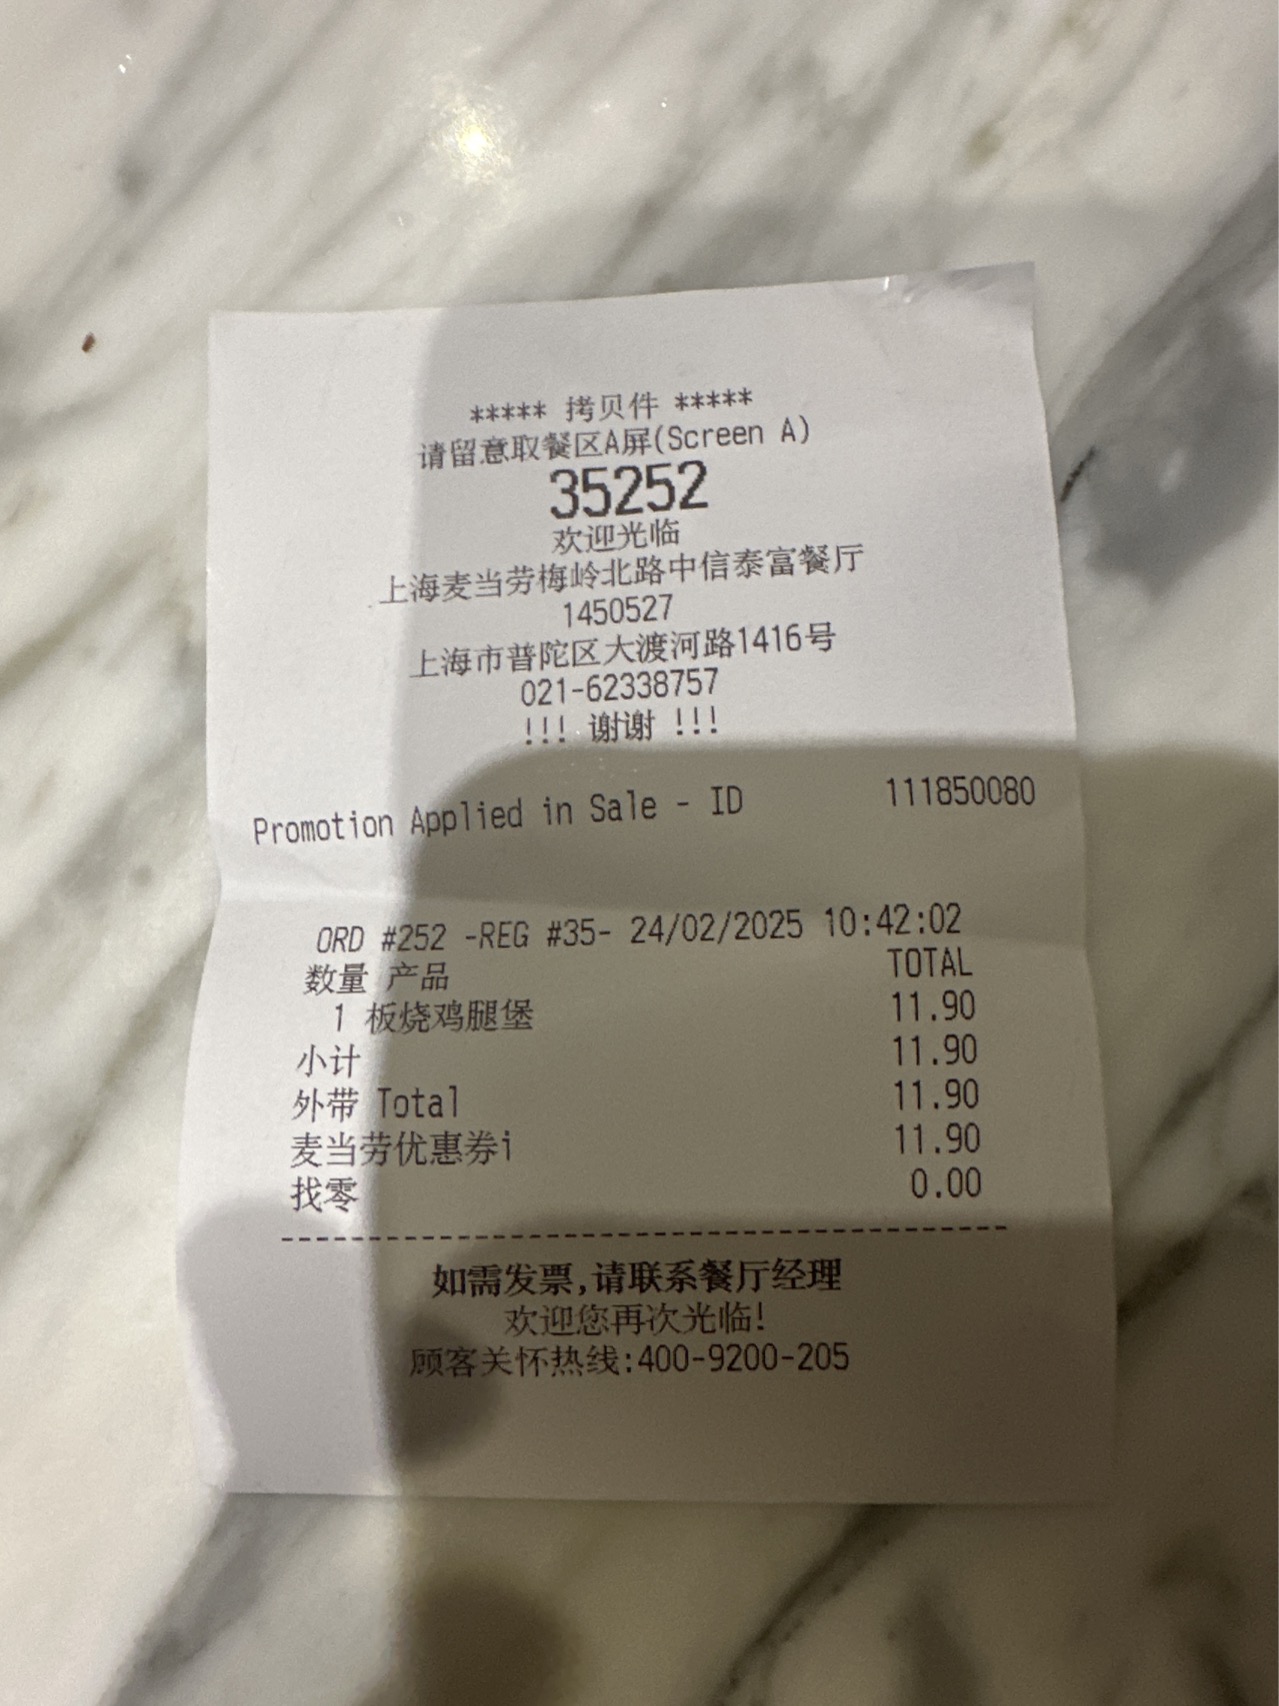 ***** 拷贝件 *****
请留意取餐区A屏(Screen A)
35252
欢迎光临
上海麦当劳梅岭北路中信泰富餐厅
1450527
上海市普陀区大渡河路1416号
021-62338757
!!! 谢谢 !!!
Promotion Applied in Sale - ID 111850080
ORD #252 -REG #35- 24/02/2025 10:42:02
数量 产品 TOTAL
1 板烧鸡腿堡 11.90
小计 11.90
外带 Total 11.90
麦当劳优惠券i 11.90
找零 0.00
--------------------------------------------
如需发票,请联系餐厅经理
欢迎您再次光临!
顾客关怀热线:400-9200-205